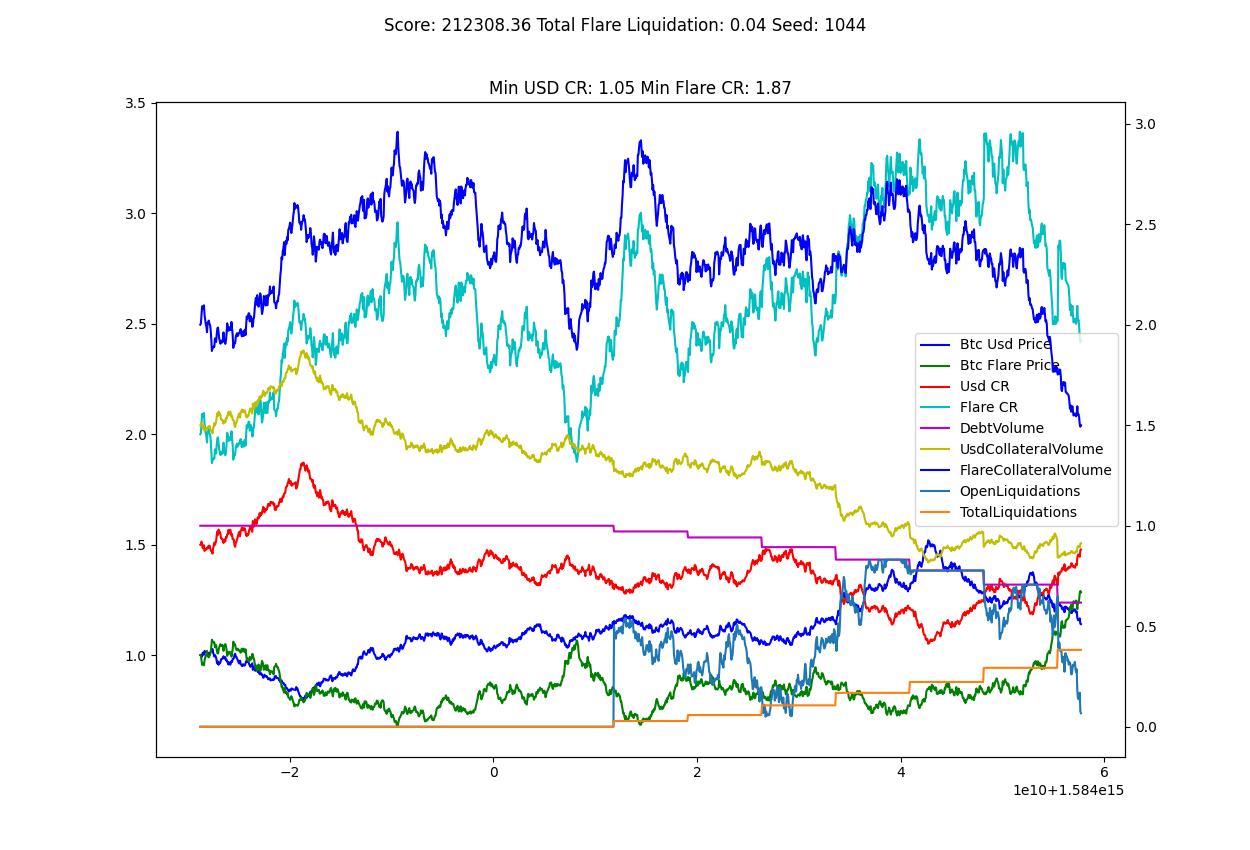 Score: 212308.36 Total Flare Liquidation: 0.04 Seed: 1044
Min USD CR: 1.05 Min Flare CR: 1.87
3.5
3.0
2.5
2.0
1.5
1.0
3.0
2.5
2.0
1.5
1.0
0.5
0.0
Btc Usd Price
Btc Flare Price
Usd CR
Flare CR
DebtVolume
UsdCollateralVolume
FlareCollateralVolume
OpenLiquidations
TotalLiquidations
−2 0 2 4 6
1e10+1.584e15